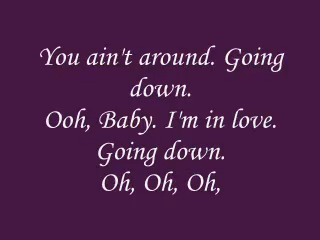 You ain't around. Going
down.
Ooh, Baby. I'm in love.
Going down.
Oh, Oh, Oh,